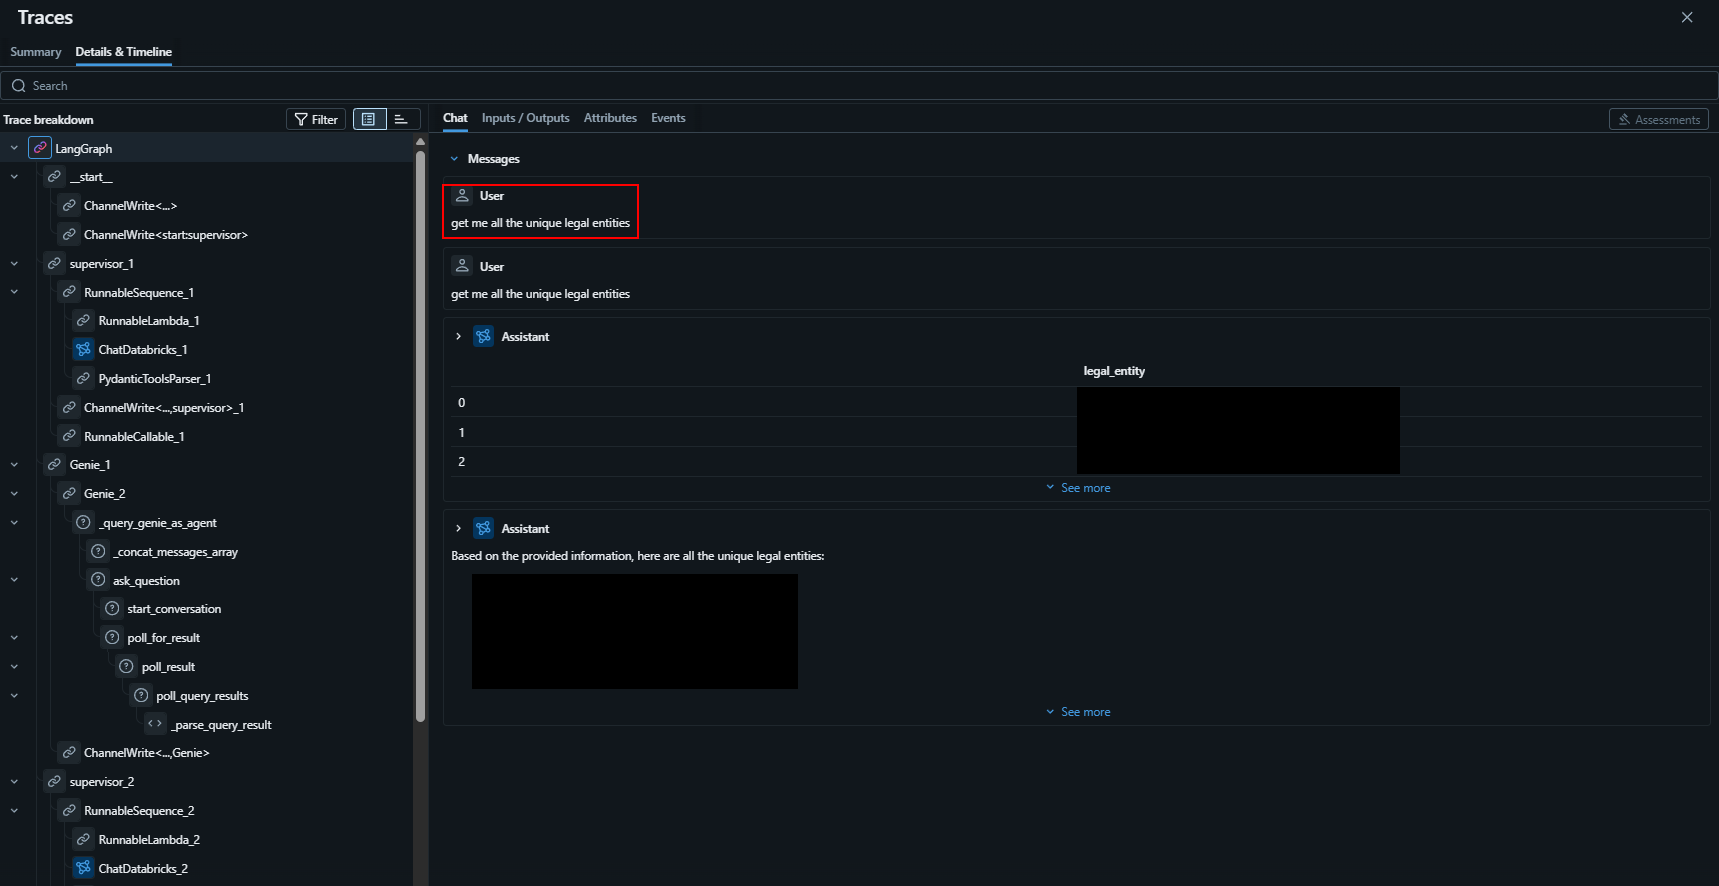 Traces
Summary
Details & Timeline
Search
Trace breakdown
Filter
LangGraph
__start__
ChannelWrite<...>
ChannelWrite<start:supervisor>
supervisor_1
RunnableSequence_1
RunnableLambda_1
ChatDatabricks_1
PydanticToolsParser_1
ChannelWrite<...,supervisor>_1
RunnableCallable_1
Genie_1
Genie_2
_query_genie_as_agent
_concat_messages_array
ask_question
start_conversation
poll_for_result
poll_result
poll_query_results
_parse_query_result
ChannelWrite<...,Genie>
supervisor_2
RunnableSequence_2
RunnableLambda_2
ChatDatabricks_2
Chat
Inputs / Outputs
Attributes
Events
Assessments
Messages
User
get me all the unique legal entities
User
get me all the unique legal entities
Assistant
legal_entity
0
1
2
See more
Assistant
Based on the provided information, here are all the unique legal entities:
See more